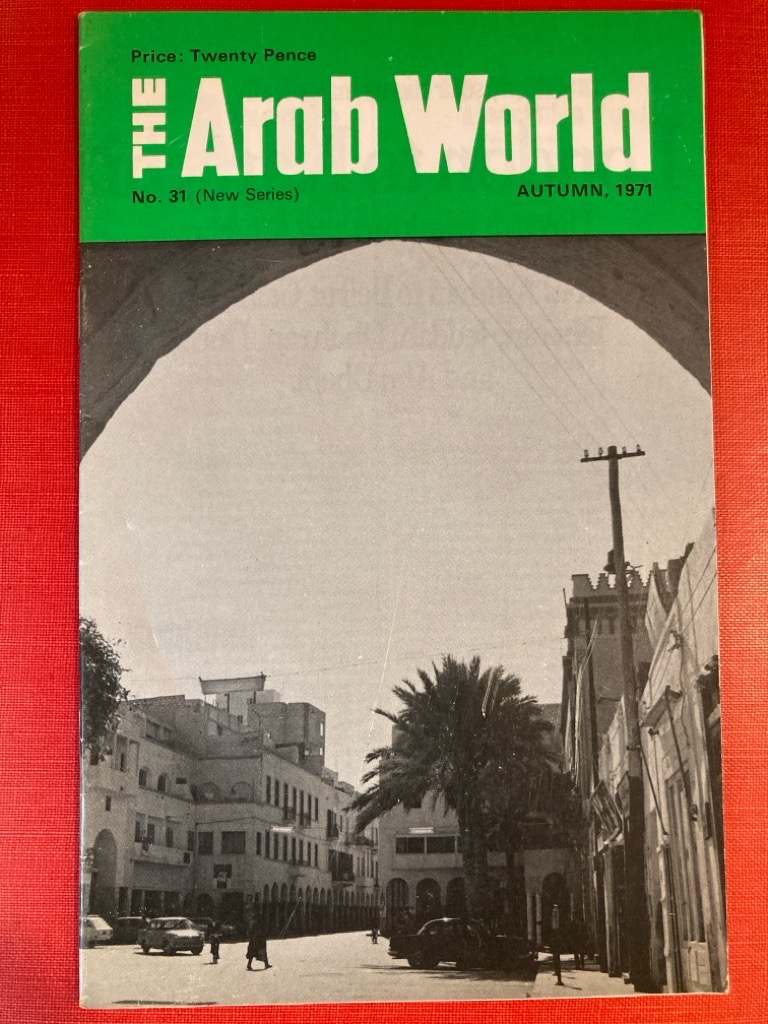 Price: Twenty Pence
THE Arab World
No. 31 (New Series)
AUTUMN, 1971